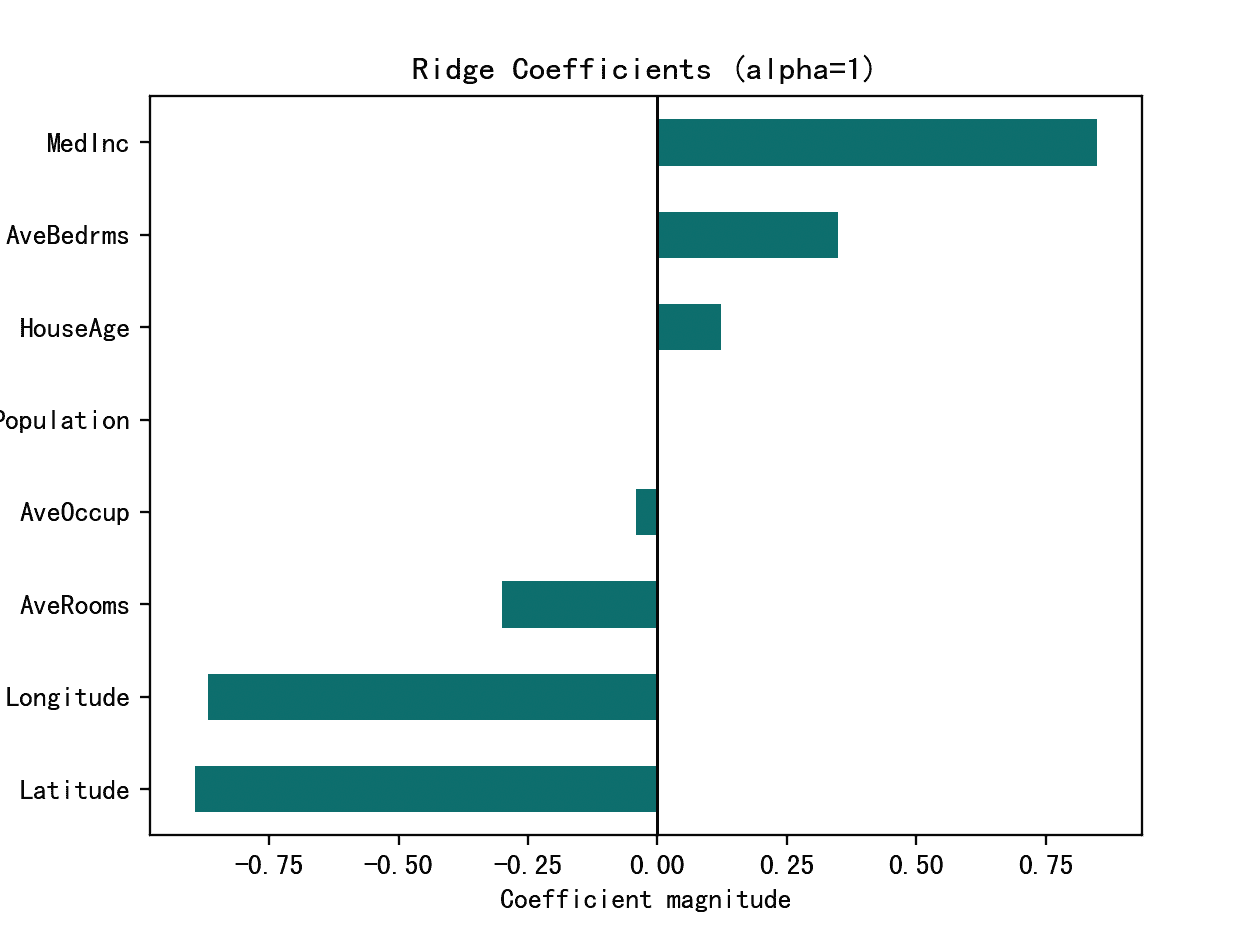 Ridge Coefficients (alpha=1)
MedInc
AveBedrms
HouseAge
Population
AveOccup
AveRooms
Longitude
Latitude
−0.75 −0.50 −0.25 0.00 0.25 0.50 0.75
Coefficient magnitude